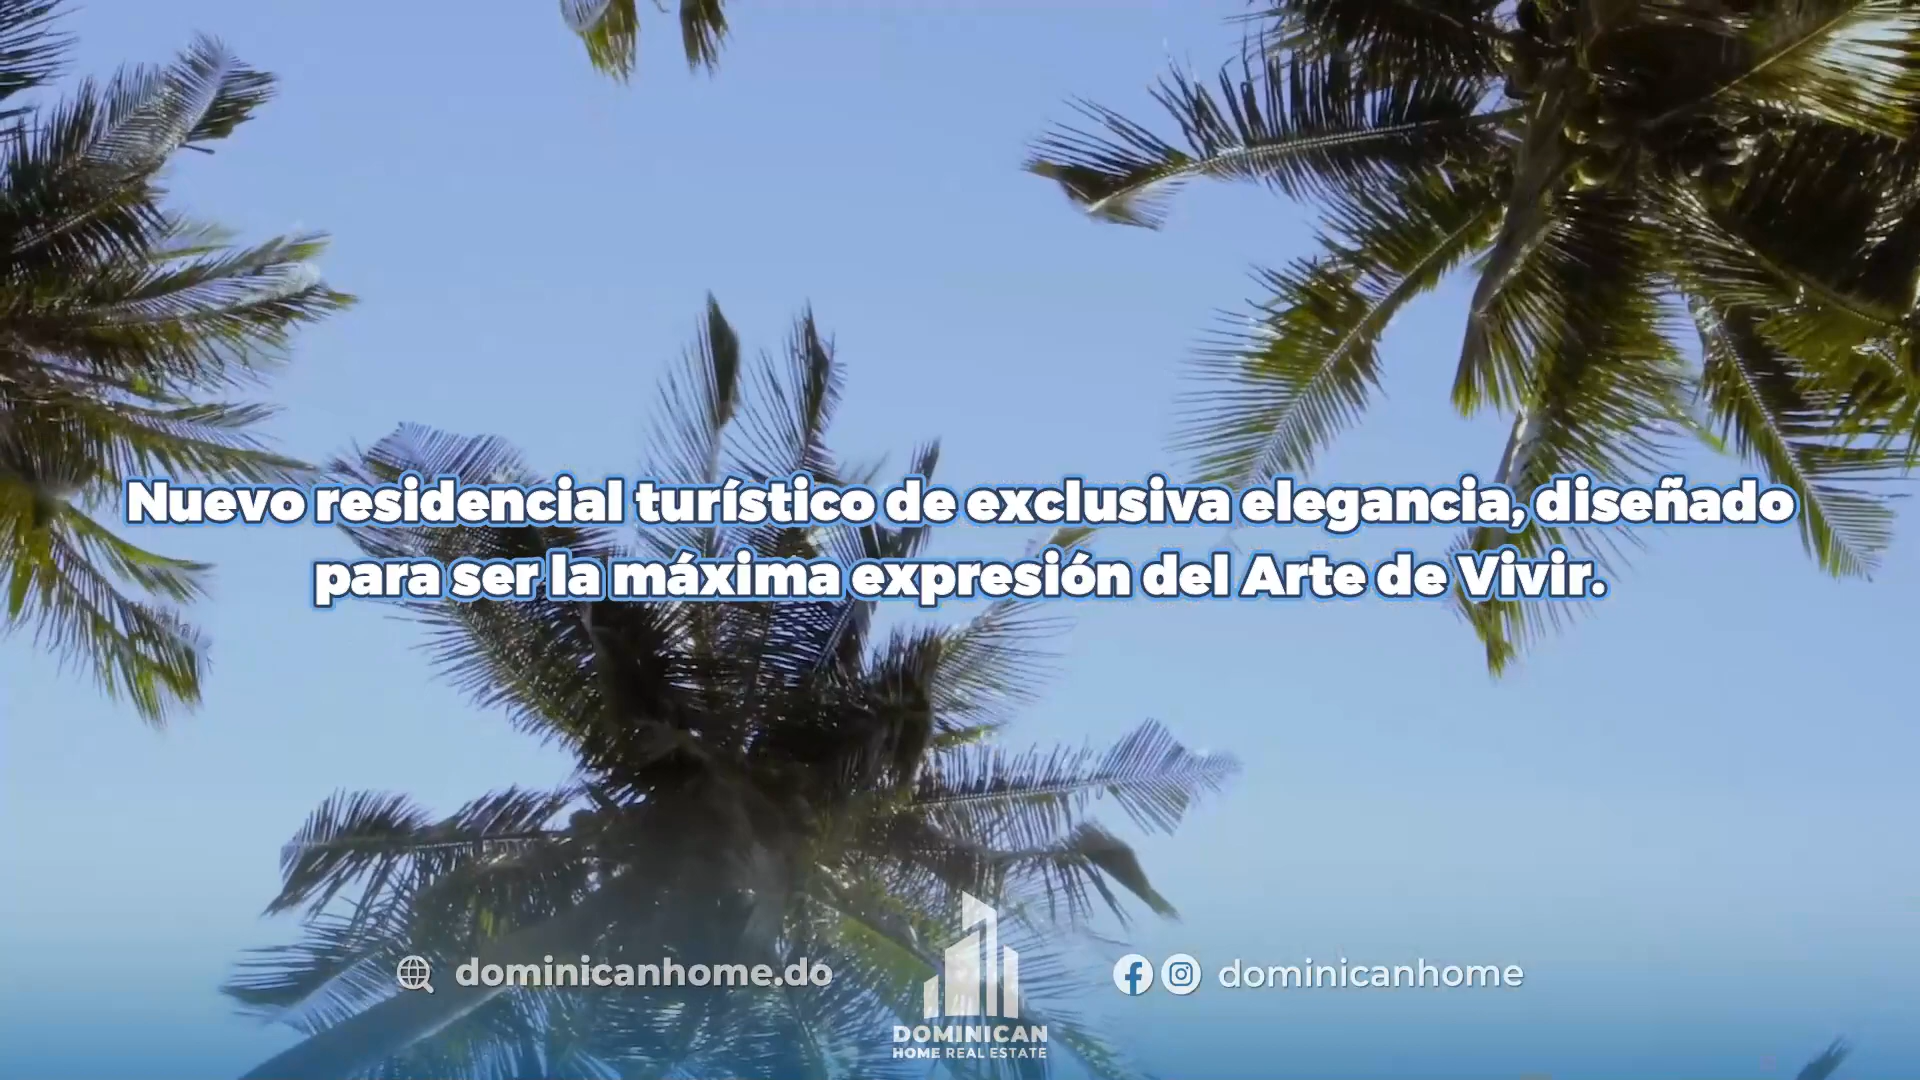 Nuevo residencial turístico de exclusiva elegancia, diseñado
para ser la máxima expresión del Arte de Vivir.
dominicanhome.do
dominicanhome
DOMINICAN
HOME REAL ESTATE